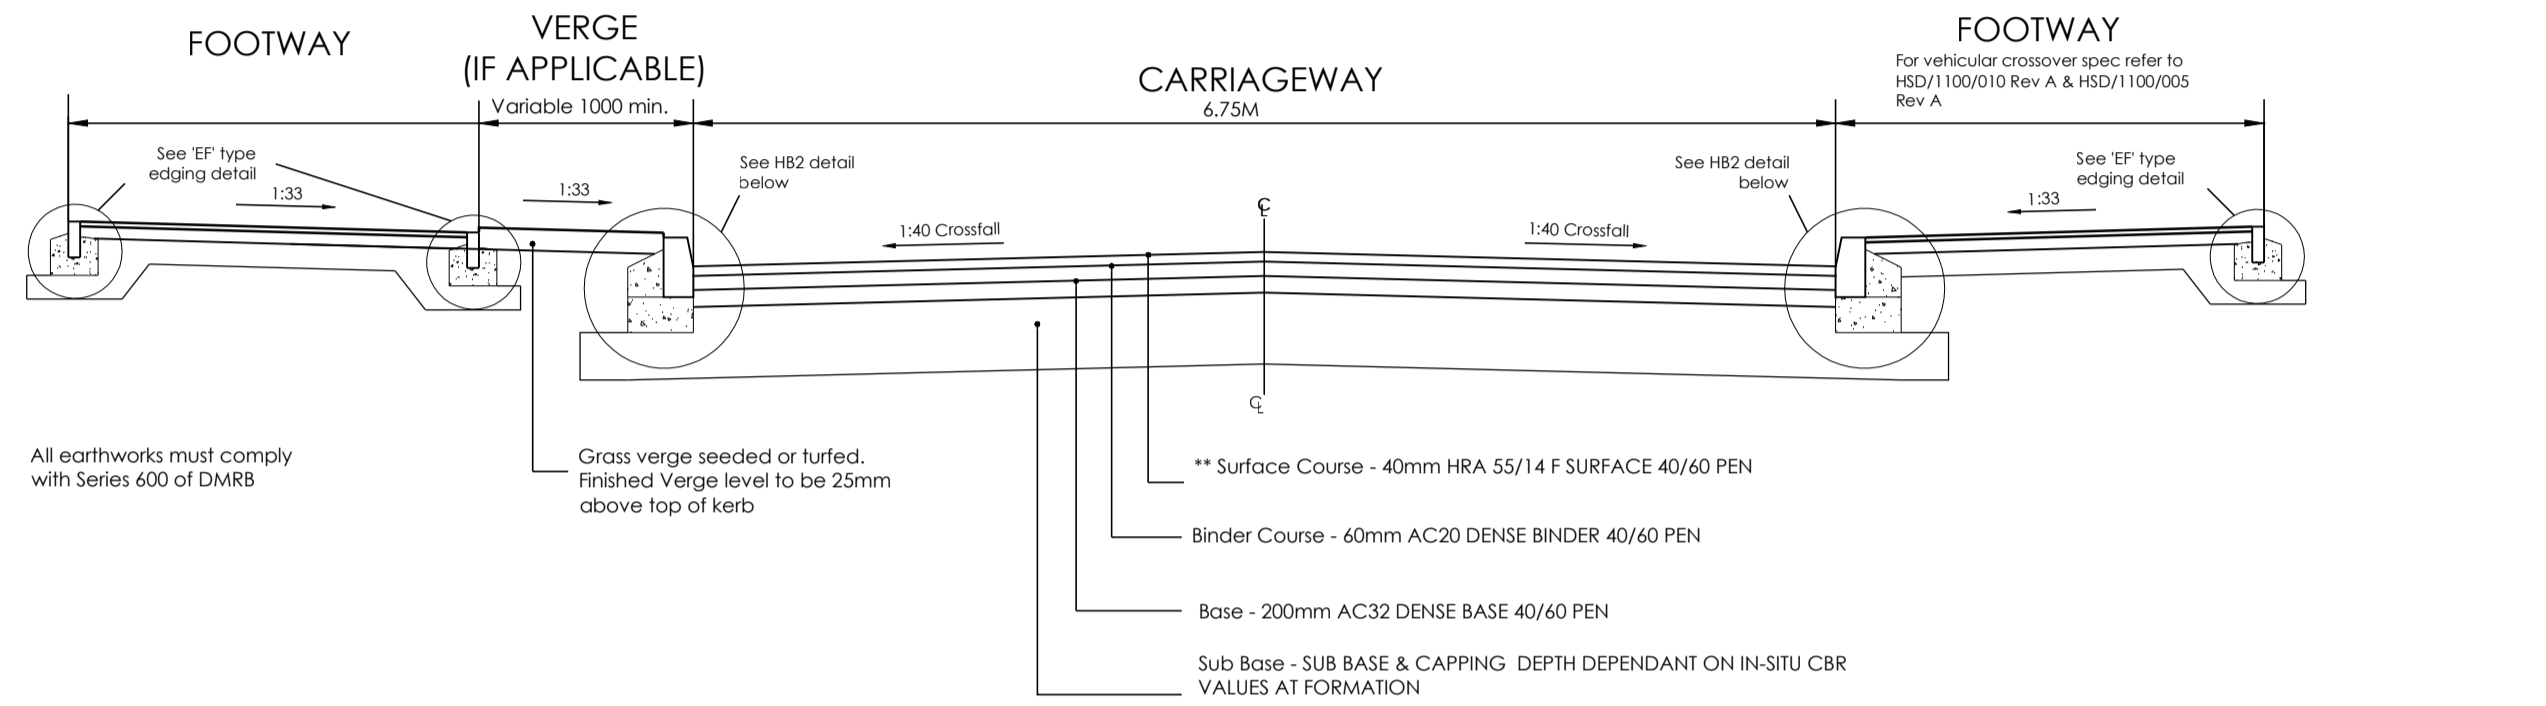 FOOTWAY
VERGE
(IF APPLICABLE)
Variable 1000 min.
CARRIAGEWAY
6.75M
FOOTWAY
For vehicular crossover spec refer to
HSD/1100/010 Rev A & HSD/1100/005
Rev A
See 'EF' type
edging detail
1:33
1:33
See HB2 detail
below
1:40 Crossfall
℄
1:40 Crossfall
See HB2 detail
below
1:33
See 'EF' type
edging detail
℄
All earthworks must comply
with Series 600 of DMRB
Grass verge seeded or turfed.
Finished Verge level to be 25mm
above top of kerb
** Surface Course - 40mm HRA 55/14 F SURFACE 40/60 PEN
Binder Course - 60mm AC20 DENSE BINDER 40/60 PEN
Base - 200mm AC32 DENSE BASE 40/60 PEN
Sub Base - SUB BASE & CAPPING DEPTH DEPENDANT ON IN-SITU CBR
VALUES AT FORMATION